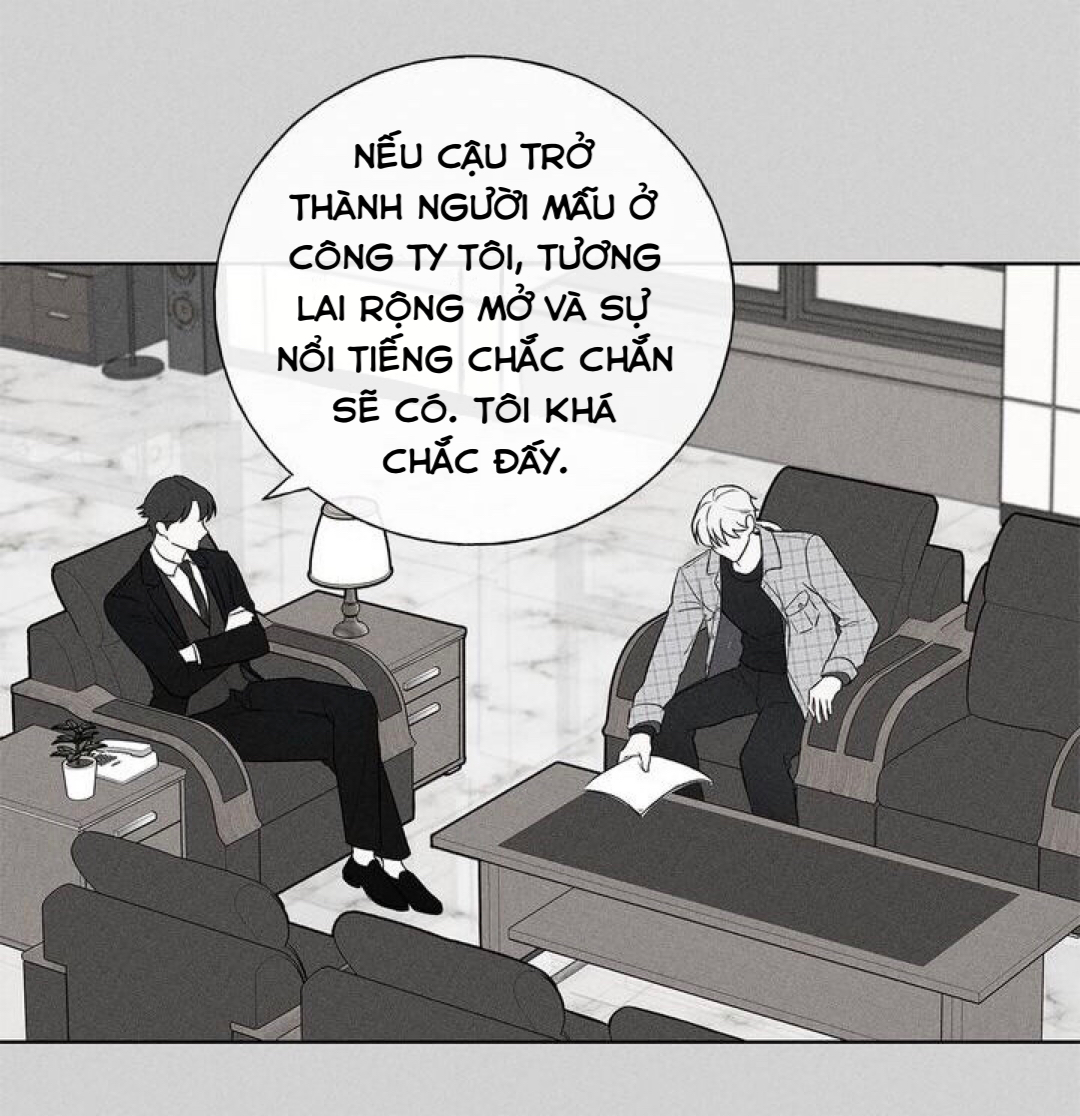 NẾU CẬU TRỞ
THÀNH NGƯỜI MẪU Ở
CÔNG TY TÔI, TƯƠNG
LAI RỘNG MỞ VÀ SỰ
NỔI TIẾNG CHẮC CHẮN
SẼ CÓ. TÔI KHÁ
CHẮC ĐẤY.